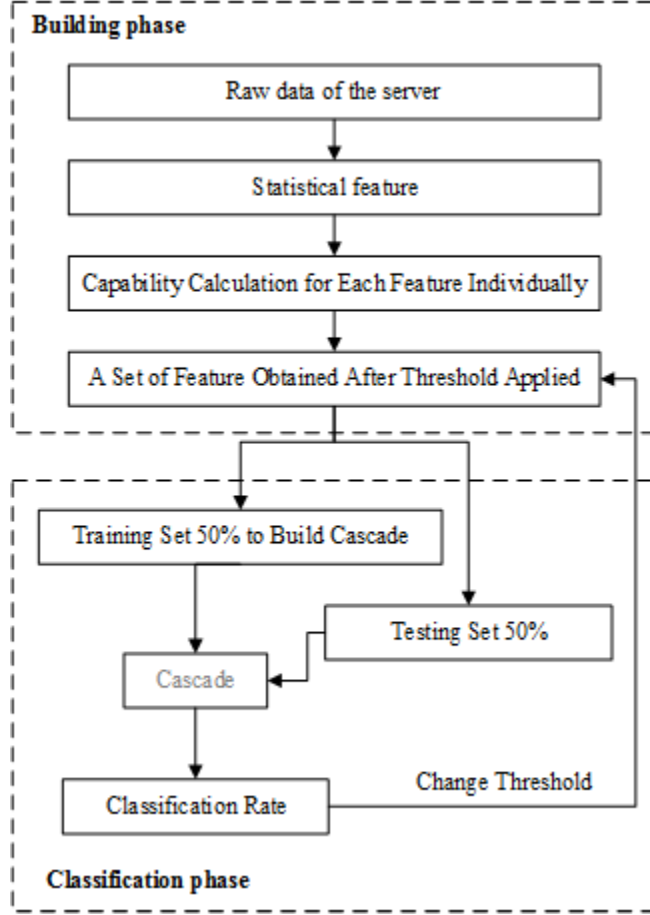 Building phase
Raw data of the server
Statistical feature
Capability Calculation for Each Feature Individually
A Set of Feature Obtained After Threshold Applied
Training Set 50% to Build Cascade
Testing Set 50%
Cascade
Change Threshold
Classification Rate
Classification phase